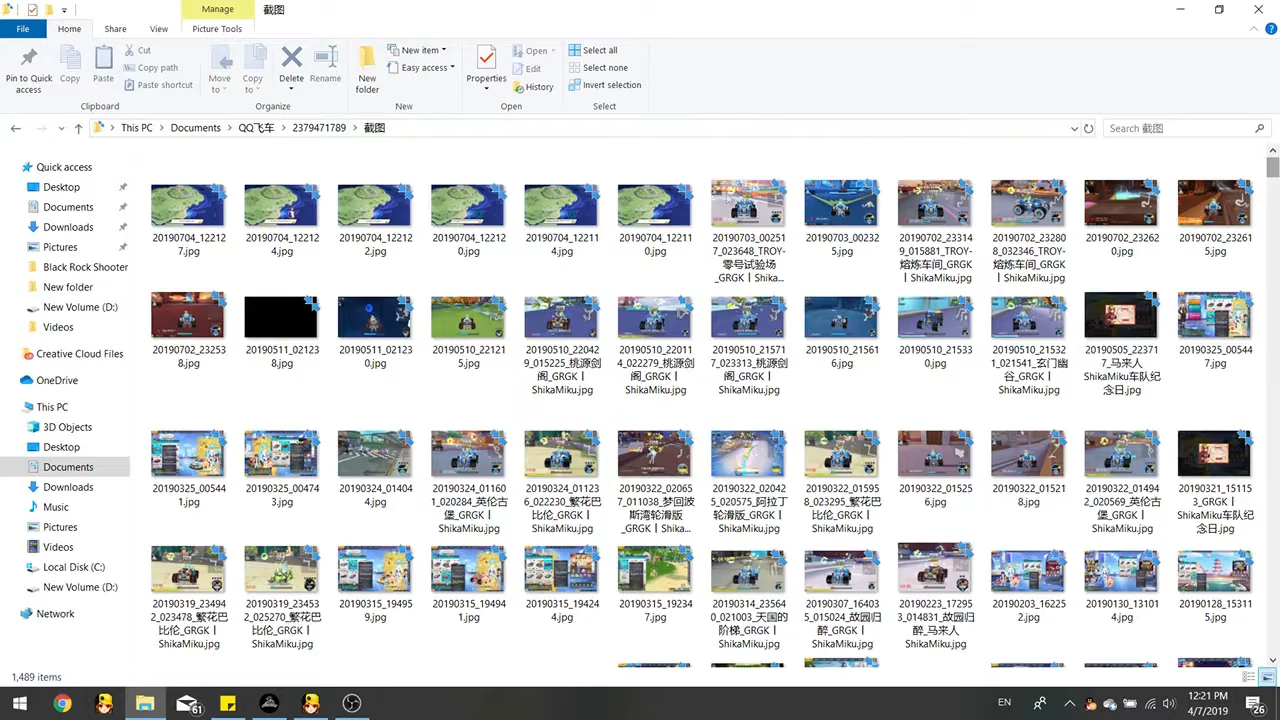 Manage
截图
File
Home
Share
View
Picture Tools
Pin to Quick access
Copy
Paste
Cut
Copy path
Paste shortcut
Clipboard
Move to
Copy to
Delete
Rename
Organize
New folder
New item
Easy access
New
Properties
Open
Edit
History
Open
Select all
Select none
Invert selection
Select
This PC
Documents
QQ飞车
2379471789
截图
Search 截图
Quick access
Desktop
Documents
Downloads
Pictures
Black Rock Shooter
New folder
New Volume (D:)
Videos
Creative Cloud Files
OneDrive
This PC
3D Objects
Desktop
Documents
Downloads
Music
Pictures
Videos
Local Disk (C:)
New Volume (D:)
Network
20190704_122127.jpg
20190704_122124.jpg
20190704_122122.jpg
20190704_122120.jpg
20190704_122114.jpg
20190704_122110.jpg
20190703_002517_023648_TROY-零号试验场_GRGK丨Shika...
20190703_002325.jpg
20190702_233149_015881_TROY-熔炼车间_GRGK丨ShikaMiku.jpg
20190702_232808_032346_TROY-熔炼车间_GRGK丨ShikaMiku.jpg
20190702_232620.jpg
20190702_232615.jpg
20190702_232538.jpg
20190511_021238.jpg
20190511_021230.jpg
20190510_221215.jpg
20190510_220429_015225_桃源剑阁_GRGK丨ShikaMiku.jpg
20190510_220114_022279_桃源剑阁_GRGK丨ShikaMiku.jpg
20190510_215717_023313_桃源剑阁_GRGK丨ShikaMiku.jpg
20190510_215616.jpg
20190510_215330.jpg
20190510_215321_021541_玄门幽谷_GRGK丨ShikaMiku.jpg
20190505_223717_马来人ShikaMiku车队纪念日.jpg
20190325_005447.jpg
20190325_005441.jpg
20190325_004743.jpg
20190324_014044.jpg
20190324_011601_020284_英伦古堡_GRGK丨ShikaMiku.jpg
20190324_011236_022230_繁花巴比伦_GRGK丨ShikaMiku.jpg
20190322_020657_011038_梦回波斯湾轮滑版_GRGK丨Shika...
20190322_020425_020575_阿拉丁轮滑版_GRGK丨ShikaMiku.jpg
20190322_015958_023295_繁花巴比伦_GRGK丨ShikaMiku.jpg
20190322_015256.jpg
20190322_015218.jpg
20190322_014942_020569_英伦古堡_GRGK丨ShikaMiku.jpg
20190321_151153_GRGK丨ShikaMiku车队纪念日.jpg
20190319_234942_023478_繁花巴比伦_GRGK丨ShikaMiku.jpg
20190319_234532_025270_繁花巴比伦_GRGK丨ShikaMiku.jpg
20190315_194959.jpg
20190315_194941.jpg
20190315_192444.jpg
20190315_192347.jpg
20190314_235640_021003_天国的阶梯_GRGK丨ShikaMiku.jpg
20190307_164035_015024_故园归醉_GRGK丨ShikaMiku.jpg
20190223_172953_014831_故园归醉_马来人ShikaMiku.jpg
20190203_162252.jpg
20190130_131014.jpg
20190128_153115.jpg
1,489 items
61
EN
12:21 PM
4/7/2019
26